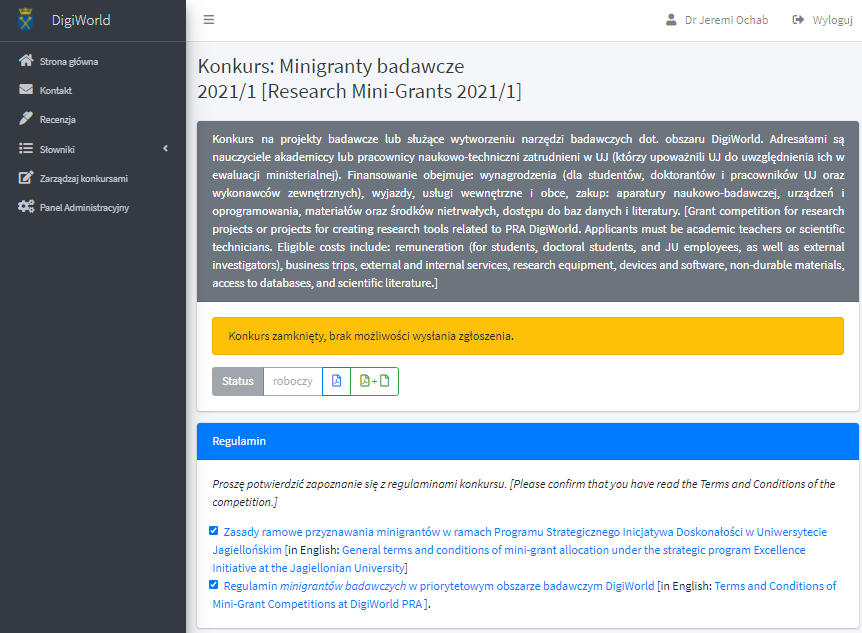 DigiWorld
Dr Jeremi Ochab
Wyloguj
Strona główna
Kontakt
Recenzja
Słowniki
Zarządzaj konkursami
Panel Administracyjny
Konkurs: Minigranty badawcze
2021/1 [Research Mini-Grants 2021/1]
Konkurs na projekty badawcze lub służące wytworzeniu narzędzi badawczych dot. obszaru DigiWorld. Adresatami są
nauczyciele akademiccy lub pracownicy naukowo-techniczni zatrudnieni w UJ (którzy upoważnili UJ do uwzględnienia ich w
ewaluacji ministerialnej). Finansowanie obejmuje: wynagrodzenia (dla studentów, doktorantów i pracowników UJ oraz
wykonawców zewnętrznych), wyjazdy, usługi wewnętrzne i obce, zakup: aparatury naukowo-badawczej, urządzeń i
oprogramowania, materiałów oraz środków nietrwałych, dostępu do baz danych i literatury. [Grant competition for research
projects or projects for creating research tools related to PRA DigiWorld. Applicants must be academic teachers or scientific
technicians. Eligible costs include: remuneration (for students, doctoral students, and JU employees, as well as external
investigators), business trips, external and internal services, research equipment, devices and software, non-durable materials,
access to databases, and scientific literature.]
Konkurs zamknięty, brak możliwości wysłania zgłoszenia.
Status roboczy +
Regulamin
Proszę potwierdzić zapoznanie się z regulaminami konkursu. [Please confirm that you have read the Terms and Conditions of the
competition.]
Zasady ramowe przyznawania minigrantów w ramach Programu Strategicznego Inicjatywa Doskonałości w Uniwersytecie
Jagiellońskim [in English: General terms and conditions of mini-grant allocation under the strategic program Excellence
Initiative at the Jagiellonian University]
Regulamin minigrantów badawczych w priorytetowym obszarze badawczym DigiWorld [in English: Terms and Conditions of
Mini-Grant Competitions at DigiWorld PRA ].